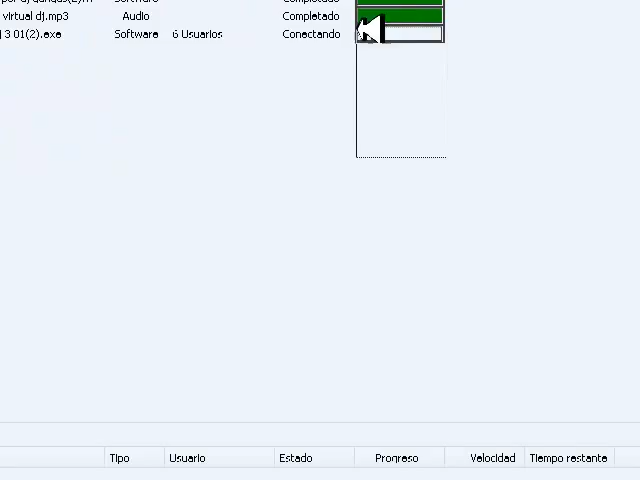 virtual dj.mp3 Audio Completado
3 01(2).exe Software 6 Usuarios Conectando
Tipo Usuario Estado Progreso Velocidad Tiempo restante